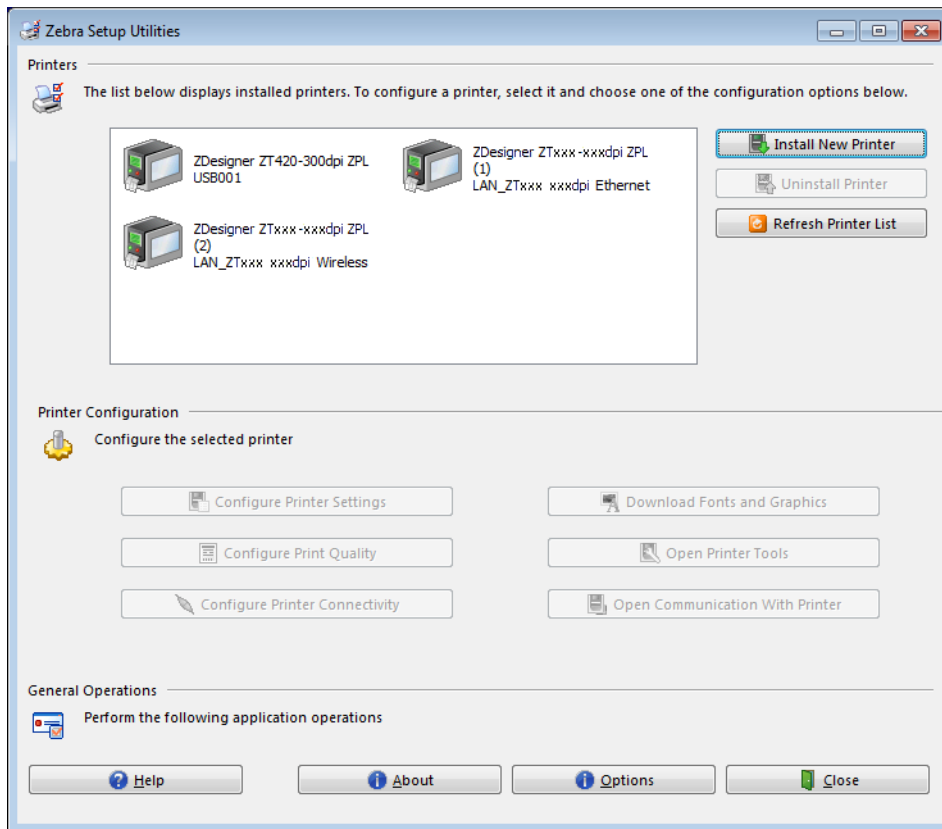 Zebra Setup Utilities
Printers
The list below displays installed printers. To configure a printer, select it and choose one of the configuration options below.
ZDesigner ZT420-300dpi ZPL
USB001
ZDesigner ZTxxx-xxxdpi ZPL
(1)
LAN_ZTxxx xxxdpi Ethernet
ZDesigner ZTxxx-xxxdpi ZPL
(2)
LAN_ZTxxx xxxdpi Wireless
Install New Printer
Uninstall Printer
Refresh Printer List
Printer Configuration
Configure the selected printer
Configure Printer Settings
Download Fonts and Graphics
Configure Print Quality
Open Printer Tools
Configure Printer Connectivity
Open Communication With Printer
General Operations
Perform the following application operations
Help
About
Options
Close